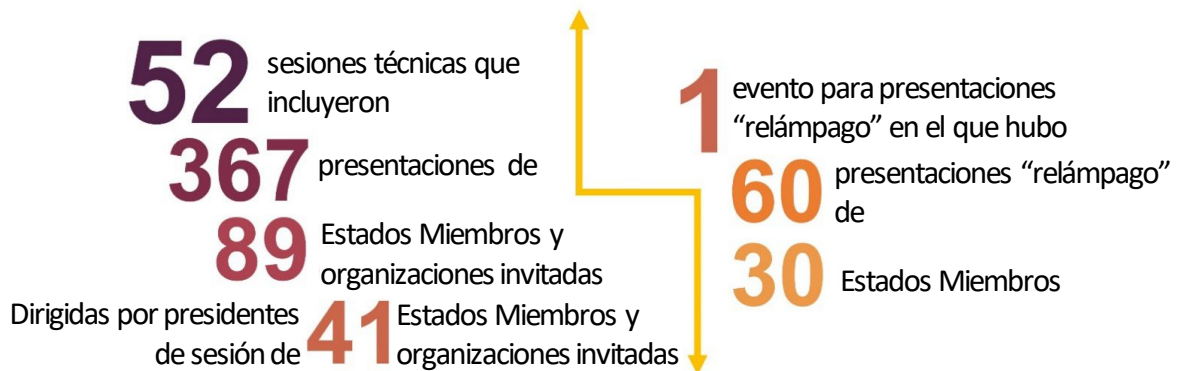 52 sesiones técnicas que
incluyeron
367 presentaciones de
89 Estados Miembros y
organizaciones invitadas
Dirigidas por presidentes
de sesión de 41 Estados Miembros y
organizaciones invitadas
1 evento para presentaciones
“relámpago” en el que hubo
60 presentaciones “relámpago”
de
30 Estados Miembros